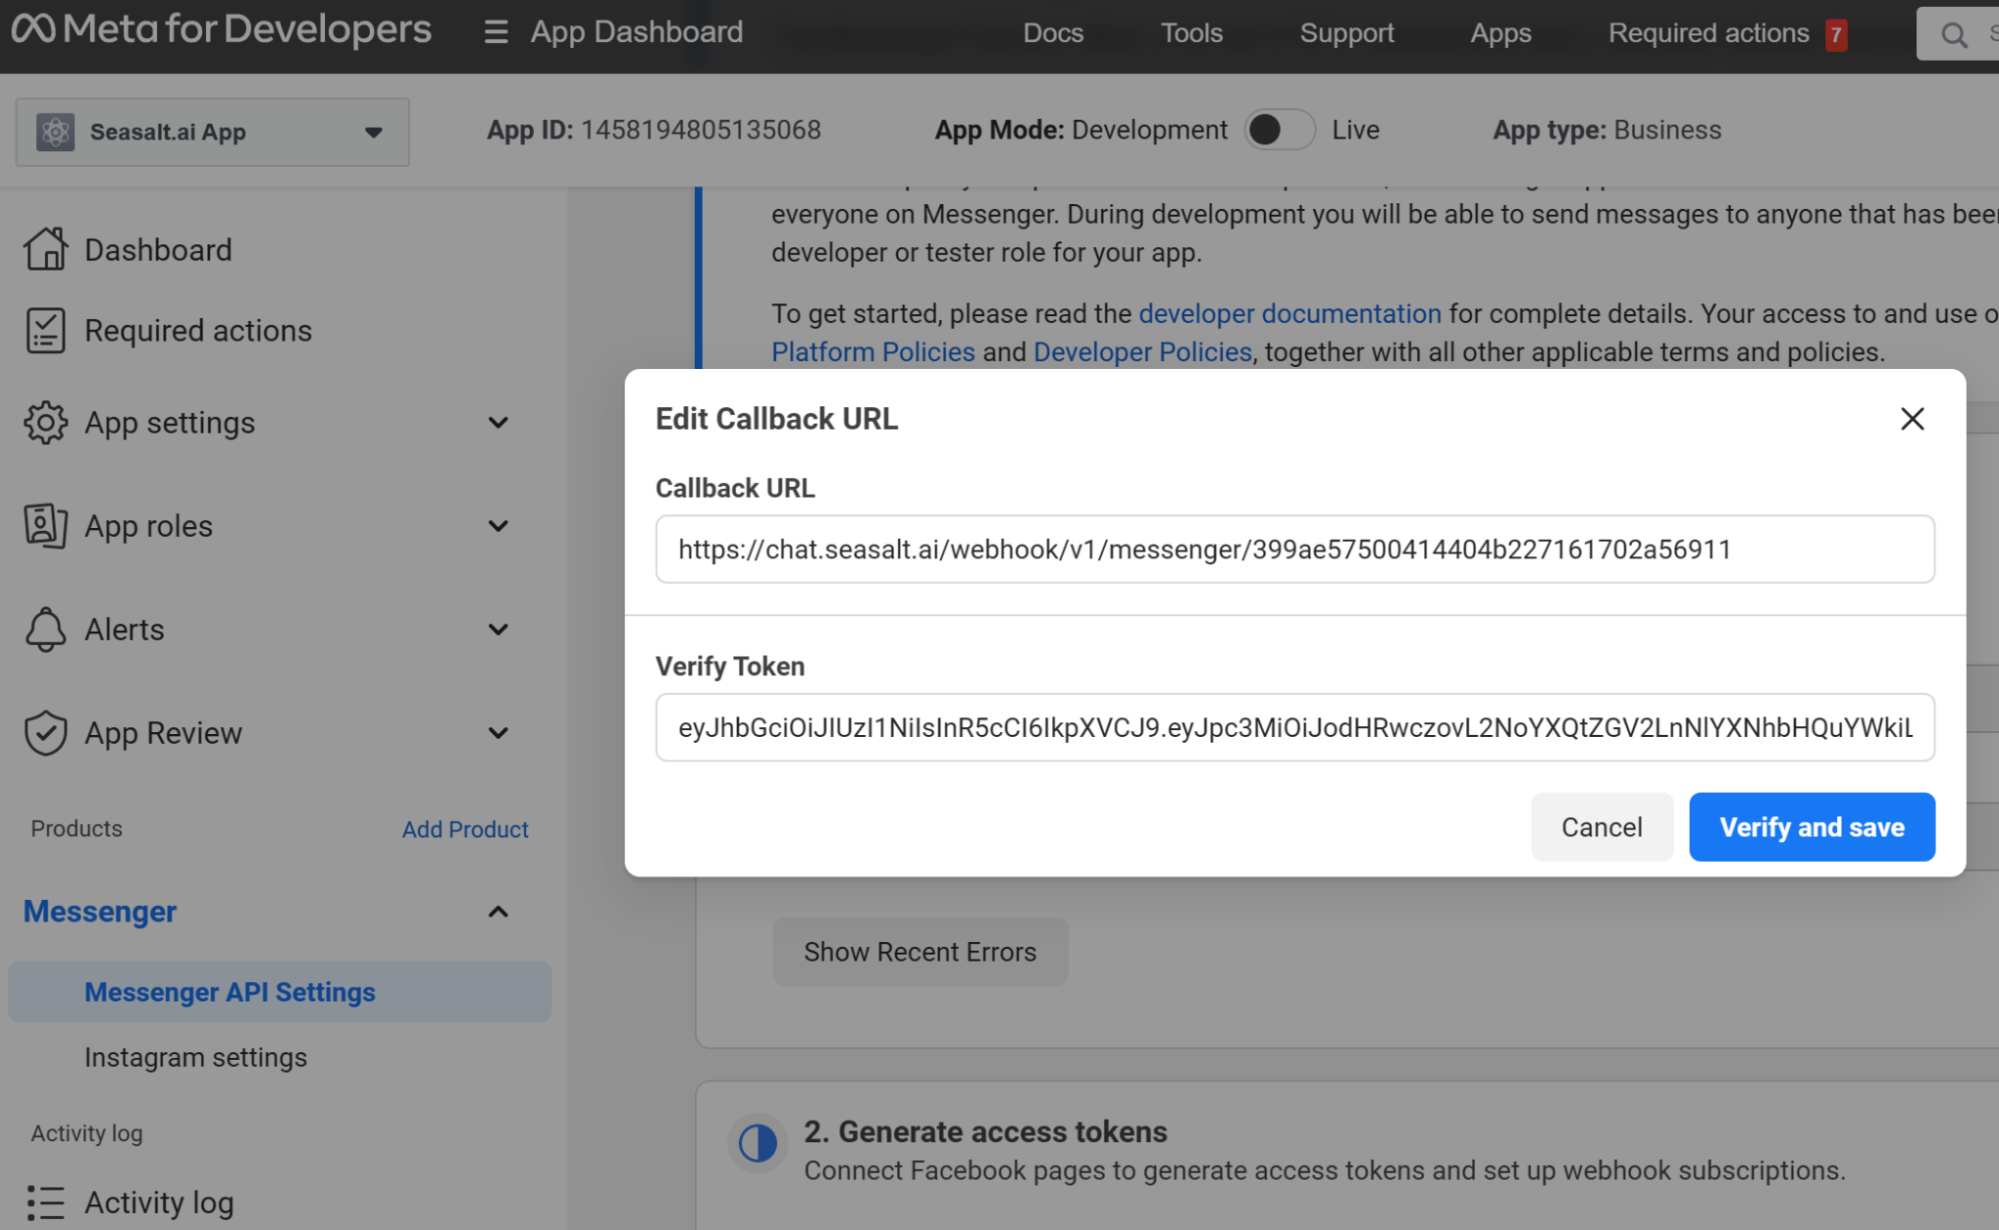 Meta for Developers
App Dashboard
Docs
Tools
Support
Apps
Required actions 7
Seasalt.ai App
App ID: 1458194805135068
App Mode: Development
Live
App type: Business
Dashboard
Required actions
App settings
App roles
Alerts
App Review
Products
Add Product
Messenger
Messenger API Settings
Instagram settings
Activity log
Activity log
everyone on Messenger. During development you will be able to send messages to anyone that has
developer or tester role for your app.
To get started, please read the developer documentation for complete details. Your access to and use
Platform Policies and Developer Policies, together with all other applicable terms and policies.
Edit Callback URL
Callback URL
https://chat.seasalt.ai/webhook/v1/messenger/399ae57500414404b227161702a56911
Verify Token
eyJhbGciOiJIUzI1NiIsInR5cCI6IkpXVCJ9.eyJpc3MiOiJodHRwczovL2NoYXQtZGV2LnNlYXNhbHQuYWkiL
Cancel
Verify and save
Show Recent Errors
2. Generate access tokens
Connect Facebook pages to generate access tokens and set up webhook subscriptions.